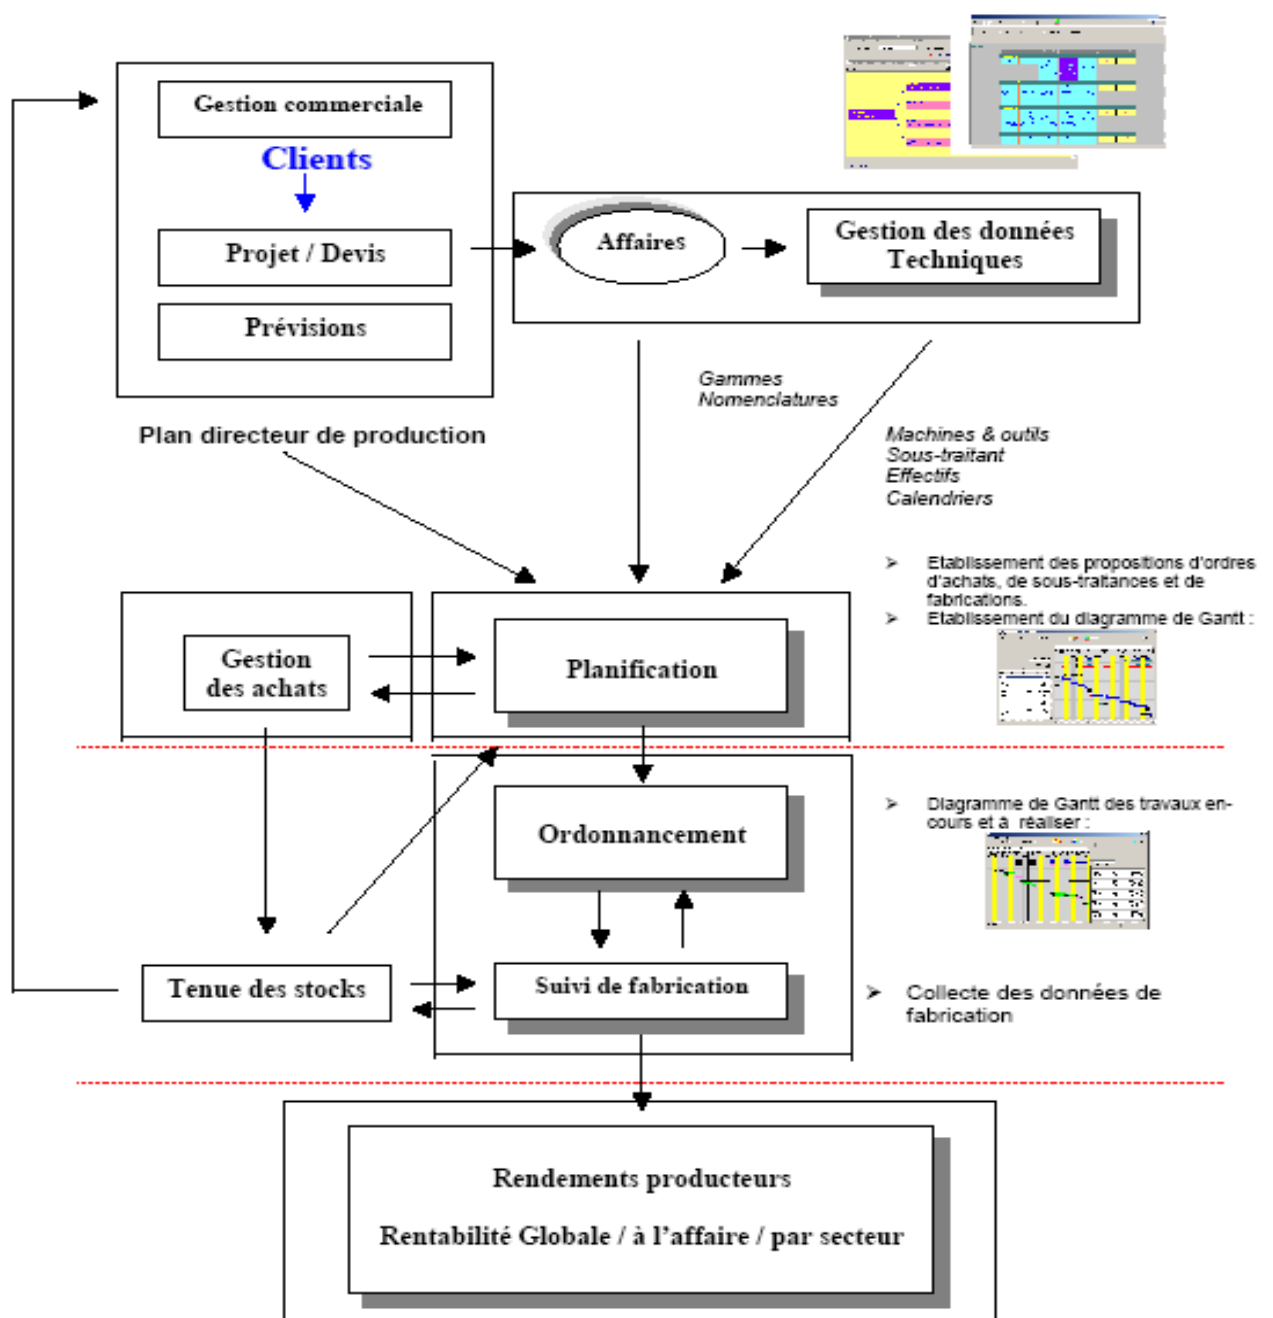 Gestion commerciale
Clients
Projet / Devis
Prévisions
Affaires
Gestion des données
Techniques
Gammes
Nomenclatures
Plan directeur de production
Machines & outils
Sous-traitant
Effectifs
Calendriers
➢ Etablissement des propositions d'ordres
d'achats, de sous-traitances et de
fabrications.
➢ Etablissement du diagramme de Gantt :
Gestion
des achats
Planification
Ordonnancement
➢ Diagramme de Gantt des travaux en-
cours et à réaliser :
Tenue des stocks
Suivi de fabrication
➢ Collecte des données de
fabrication
Rendements producteurs
Rentabilité Globale / à l'affaire / par secteur